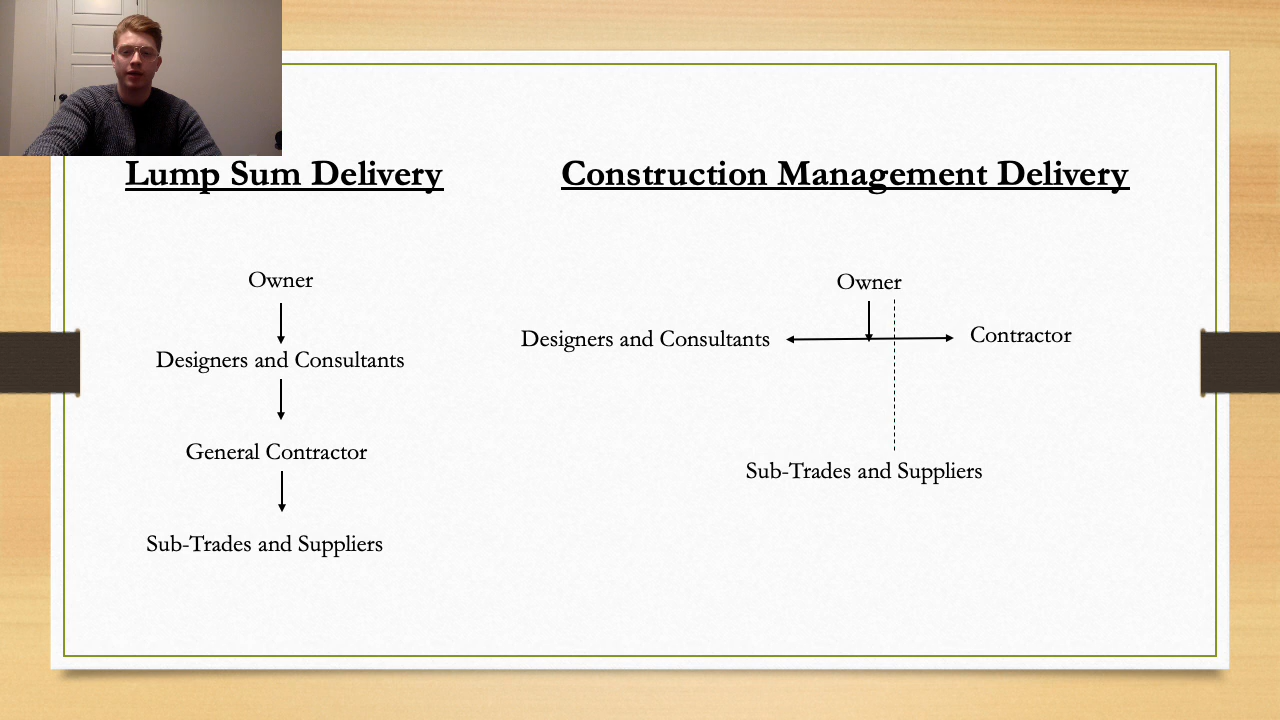 Lump Sum Delivery
Owner
Designers and Consultants
General Contractor
Sub-Trades and Suppliers
Construction Management Delivery
Owner
Designers and Consultants
Contractor
Sub-Trades and Suppliers